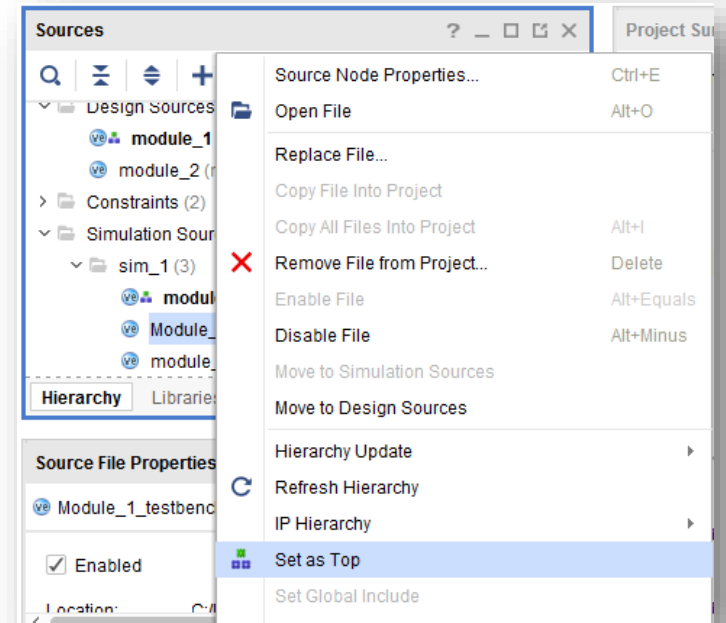 Sources
Project Su
Design Sources
module_1
module_2 (
Constraints (2)
Simulation Sour
sim_1 (3)
modul
Module_
module_
Hierarchy
Libraries
Source Node Properties... Ctrl+E
Open File Alt+O
Replace File...
Copy File Into Project
Copy All Files Into Project Alt+I
Remove File from Project... Delete
Enable File Alt+Equals
Disable File Alt+Minus
Move to Simulation Sources
Move to Design Sources
Hierarchy Update
Refresh Hierarchy
IP Hierarchy
Set as Top
Set Global Include
Source File Properties
Module_1_testbenc
Enabled
Location: C:/